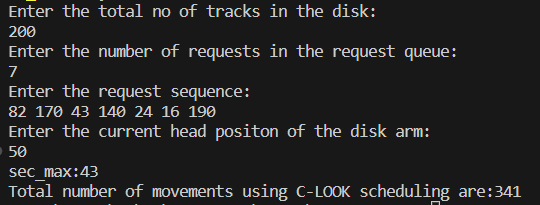 Enter the total no of tracks in the disk:
200
Enter the number of requests in the request queue:
7
Enter the request sequence:
82 170 43 140 24 16 190
Enter the current head positon of the disk arm:
50
sec_max:43
Total number of movements using C-LOOK scheduling are:341